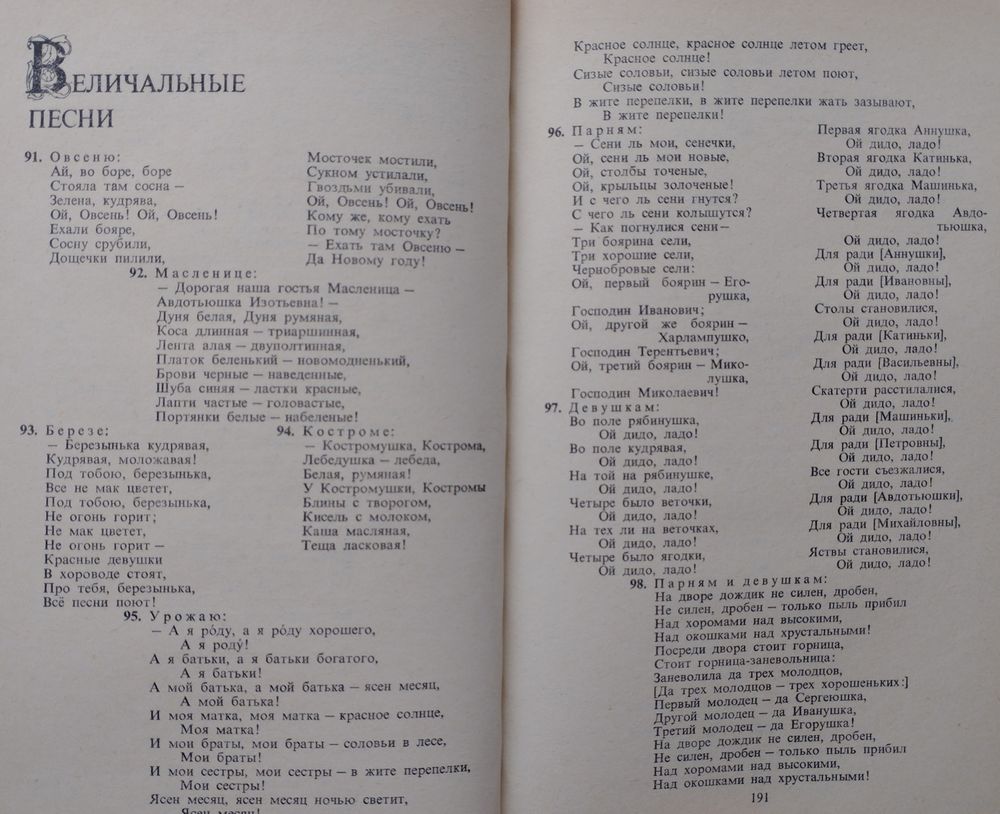 ВЕЛИЧАЛЬНЫЕ
ПЕСНИ
91. Овсеню:
Ай, во боре, боре
Стояла там сосна —
Зелена, кудрява,
Ой, Овсень! Ой, Овсень!
Ехали бояре,
Сосну срубили,
Дощечки пилили,
Мосточек мостили,
Сукном устилали,
Гвоздьми убивали,
Ой, Овсень! Ой, Овсень!
Кому же, кому ехать
По тому мосточку?
— Ехать там Овсеню —
Да Новому году!
92. Масленице:
— Дорогая наша гостья Масленица —
Авдотьюшка Изотьевна! —
Дуня белая, Дуня румяная,
Коса длинная — триаршинная,
Лента алая — двуполтинная,
Платок беленький — новомодненький,
Брови черные — наведенные,
Шуба синяя — ластки красные,
Лапти частые — головастые,
Портянки белые — набеленые!
93. Березе:
— Березынька кудрявая,
Кудрявая, моложавая!
Под тобою, березынька,
Все не мак цветет,
Под тобою, березынька,
Не огонь горит;
Не мак цветет,
Не огонь горит —
Красные девушки
В хороводе стоят,
Про тебя, березынька,
Всё песни поют!
94. Костроме:
— Костромушка, Кострома,
Лебедушка — лебеда,
Белая, румяна!
У Костромушки, Костромы
Блины с творогом,
Кисель с молоком,
Каша масляная,
Теща ласковая!
95. Урожаю:
— А я ро́ду, а я ро́ду хорошего,
А я роду́!
А я батьки, а я батьки богатого,
А я батьки!
А мой батька, а мой батька — ясен месяц,
А мой батька!
И моя матка, моя матка — красное солнце,
Моя матка!
И мои браты, мои браты — соловьи в лесе,
Мои браты!
И мои сестры, мои сестры — в жите перепелки,
Мои сестры!
Ясен месяц, ясен месяц ночью светит,
Ясен месяц!
Красное солнце, красное солнце летом греет,
Красное солнце!
Сизые соловьи, сизые соловьи летом поют,
Сизые соловьи!
В жите перепелки, в жите перепелки жать зазывают,
В жите перепелки!
96. Парням:
— Сени ль мои, сенечки,
Ой, сени ль мои новые,
Ой, столбы точеные,
Ой, крыльцы золоченые!
И с чего ль сени гнутся?
С чего ль сени колышутся?
— Как погнулися сени —
Три боярина сели,
Три хорошие сели,
Чернобровые сели:
Ой, первый боярин — Его-
рушка,
Господин Иванович;
Ой, другой же боярин —
Харлампушко,
Господин Терентьевич;
Ой, третий боярин — Мико-
лушка,
Господин Миколаевич!
97. Девушкам:
Во поле рябинушка,
Ой дидо, ладо!
Во поле кудрявая,
Ой дидо, ладо!
На той на рябинушке,
Ой дидо, ладо!
Четыре было веточки,
Ой дидо, ладо!
На тех ли на веточках,
Ой дидо, ладо!
Четыре было ягодки,
Ой дидо, ладо!
Первая ягодка Аннушка,
Ой дидо, ладо!
Вторая ягодка Катинька,
Ой дидо, ладо!
Третья ягодка Машинька,
Ой дидо, ладо!
Четвертая ягодка Авдо-
тьюшка,
Ой дидо, ладо!
Для ради [Аннушки],
Ой дидо, ладо!
Для ради [Ивановны],
Ой дидо, ладо!
Столы становилися,
Ой дидо, ладо!
Для ради [Катиньки],
Ой дидо, ладо!
Для ради [Васильевны],
Ой дидо, ладо!
Скатерти расстилалися,
Ой дидо, ладо!
Для ради [Машиньки],
Ой дидо, ладо!
Для ради [Петровны],
Ой дидо, ладо!
Все гости съезжалися,
Ой дидо, ладо!
Для ради [Авдотьюшки],
Ой дидо, ладо!
Для ради [Михайловны],
Ой дидо, ладо!
Яствы становилися,
Ой дидо, ладо!
98. Парням и девушкам:
На дворе дождик не силен, дробен,
Не силен, дробен — только пыль прибил
Над хоромами над высокими,
Над окошками над хрустальными!
Посреди двора стоит горница,
Стоит горница-заневольница:
Заневолила да трех молодцов,
[Да трех молодцов — трех хорошеньких:]
Первый молодец — да Сергеюшка,
Другой молодец — да Иванушка,
Третий молодец — да Егорушка!
На дворе дождик не силен, дробен,
Не силен, дробен — только пыль прибил
Над хоромами над высокими,
Над окошками над хрустальными!
191